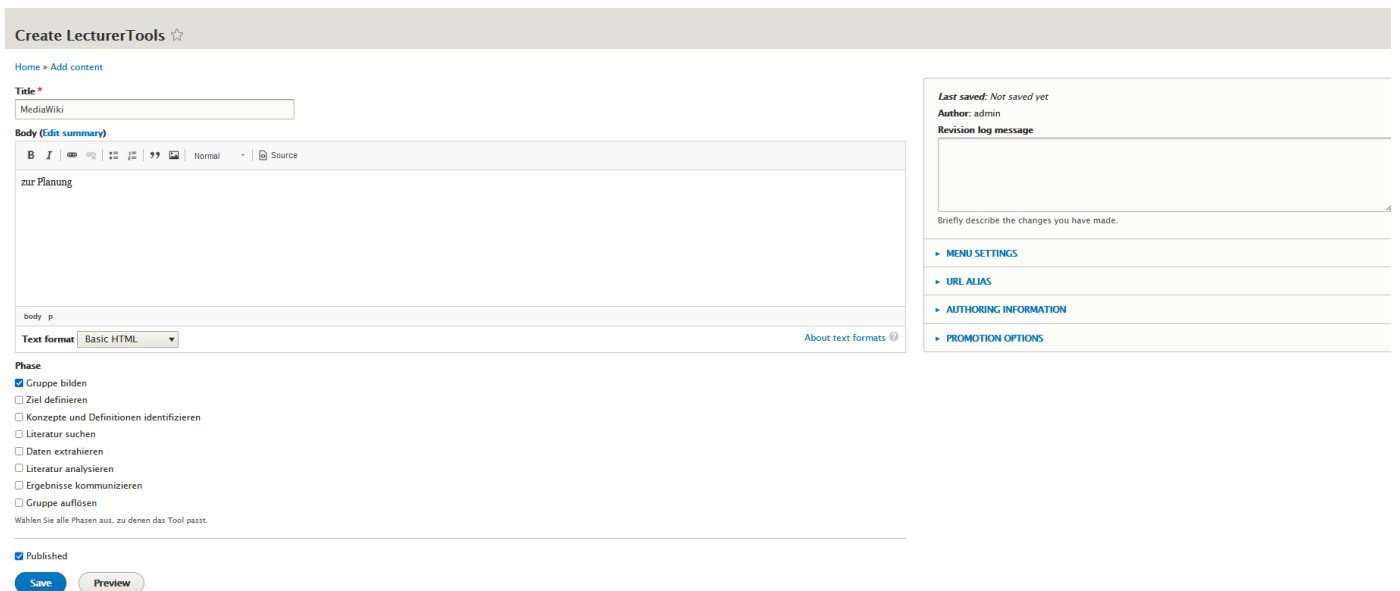 Create LecturerTools
Home » Add content
Title *
MediaWiki
Body (Edit summary)
B I Normal Source
zur Planung
body p
Text format Basic HTML
About text formats ?
Phase
Gruppe bilden
Ziel definieren
Konzepte und Definitionen identifizieren
Literatur suchen
Daten extrahieren
Literatur analysieren
Ergebnisse kommunizieren
Gruppe auflösen
Wählen Sie alle Phasen aus, zu denen das Tool passt.
Published
Save Preview
Last saved: Not saved yet
Author: admin
Revision log message
Briefly describe the changes you have made.
MENU SETTINGS
URL ALIAS
AUTHORING INFORMATION
PROMOTION OPTIONS